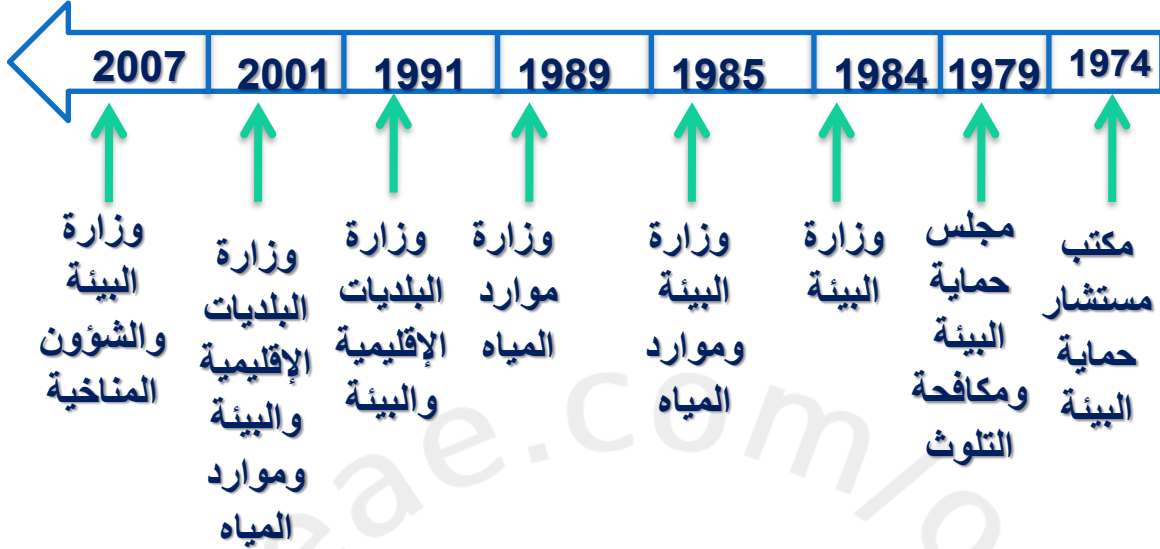 1974
1979
1984
1985
1989
1991
2001
2007
مكتب
مستشار
حماية
البيئة
مجلس
حماية
البيئة
ومكافحة
التلوث
وزارة
البيئة
وزارة
البيئة
وموارد
المياه
وزارة
موارد
المياه
وزارة
البلديات
الإقليمية
والبيئة
وزارة
البلديات
الإقليمية
والبيئة
وموارد
المياه
وزارة
البيئة
والشؤون
المناخية
eae.com/o